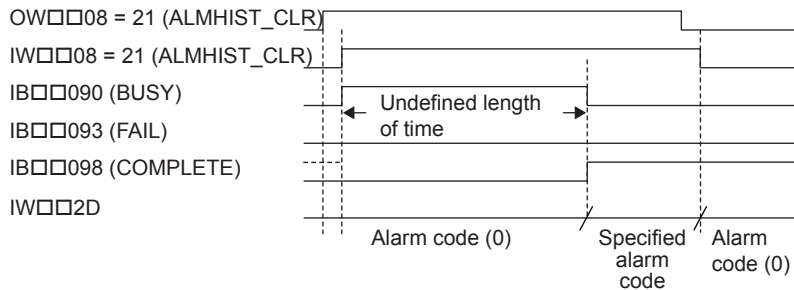 OW□□08 = 21 (ALMHIST_CLR)
IW□□08 = 21 (ALMHIST_CLR)
IB□□090 (BUSY)
Undefined length
of time
IB□□093 (FAIL)
IB□□098 (COMPLETE)
IW□□2D
Alarm code (0)
Specified
alarm
code
Alarm
code (0)